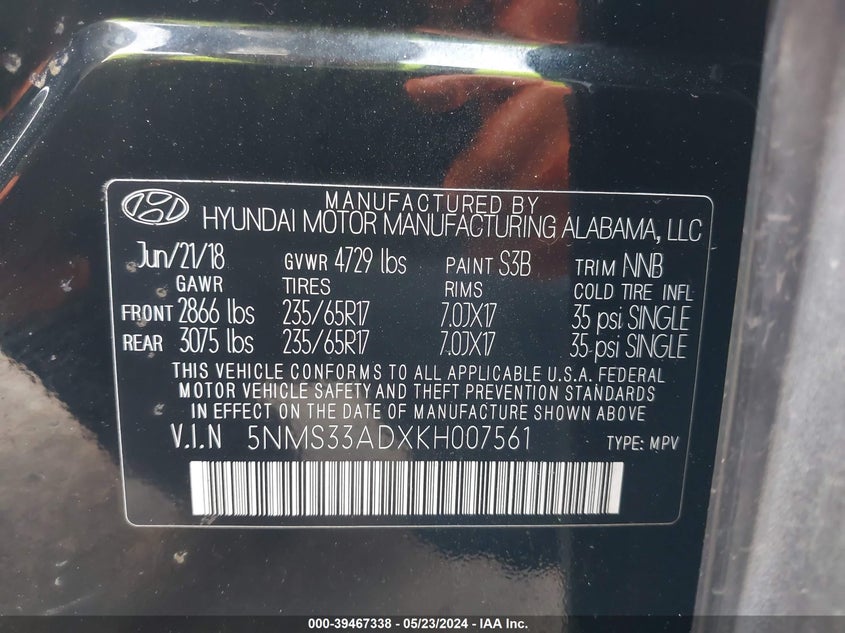 MANUFACTURED BY
HYUNDAI MOTOR MANUFACTURING ALABAMA, LLC
Jun/21/18 GVWR 4729 lbs PAINT S3B TRIM NNB
GAWR TIRES RIMS COLD TIRE INFL
FRONT 2866 lbs 235/65R17 7.0JX17 35 psi SINGLE
REAR 3075 lbs 235/65R17 7.0JX17 35 psi SINGLE
THIS VEHICLE CONFORMS TO ALL APPLICABLE U.S.A. FEDERAL
MOTOR VEHICLE SAFETY AND THEFT PREVENTION STANDARDS
IN EFFECT ON THE DATE OF MANUFACTURE SHOWN ABOVE
V.I.N 5NMS33ADXKH007561 TYPE: MPV
000-39467338 - 05/23/2024 - IAA Inc.